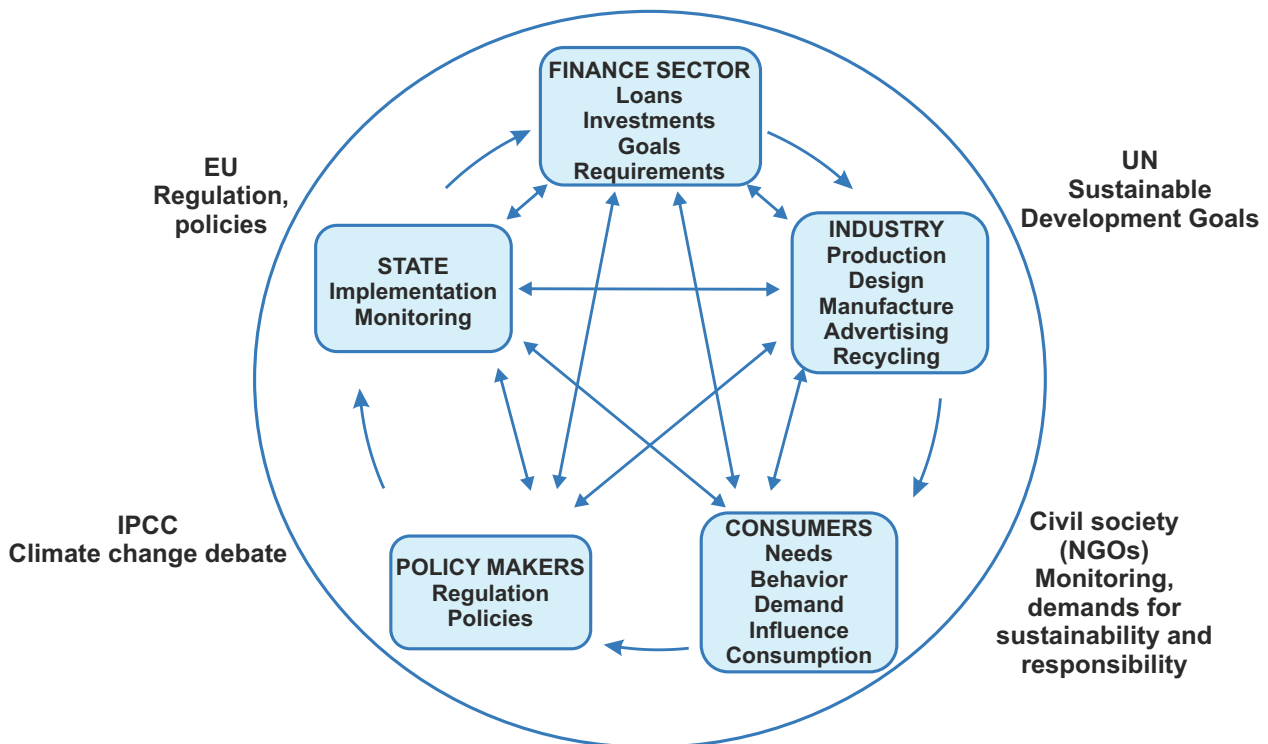 FINANCE SECTOR
Loans
Investments
Goals
Requirements
EU
Regulation,
policies
UN
Sustainable
Development Goals
STATE
Implementation
Monitoring
INDUSTRY
Production
Design
Manufacture
Advertising
Recycling
IPCC
Climate change debate
POLICY MAKERS
Regulation
Policies
CONSUMERS
Needs
Behavior
Demand
Influence
Consumption
Civil society
(NGOs)
Monitoring,
demands for
sustainability and
responsibility